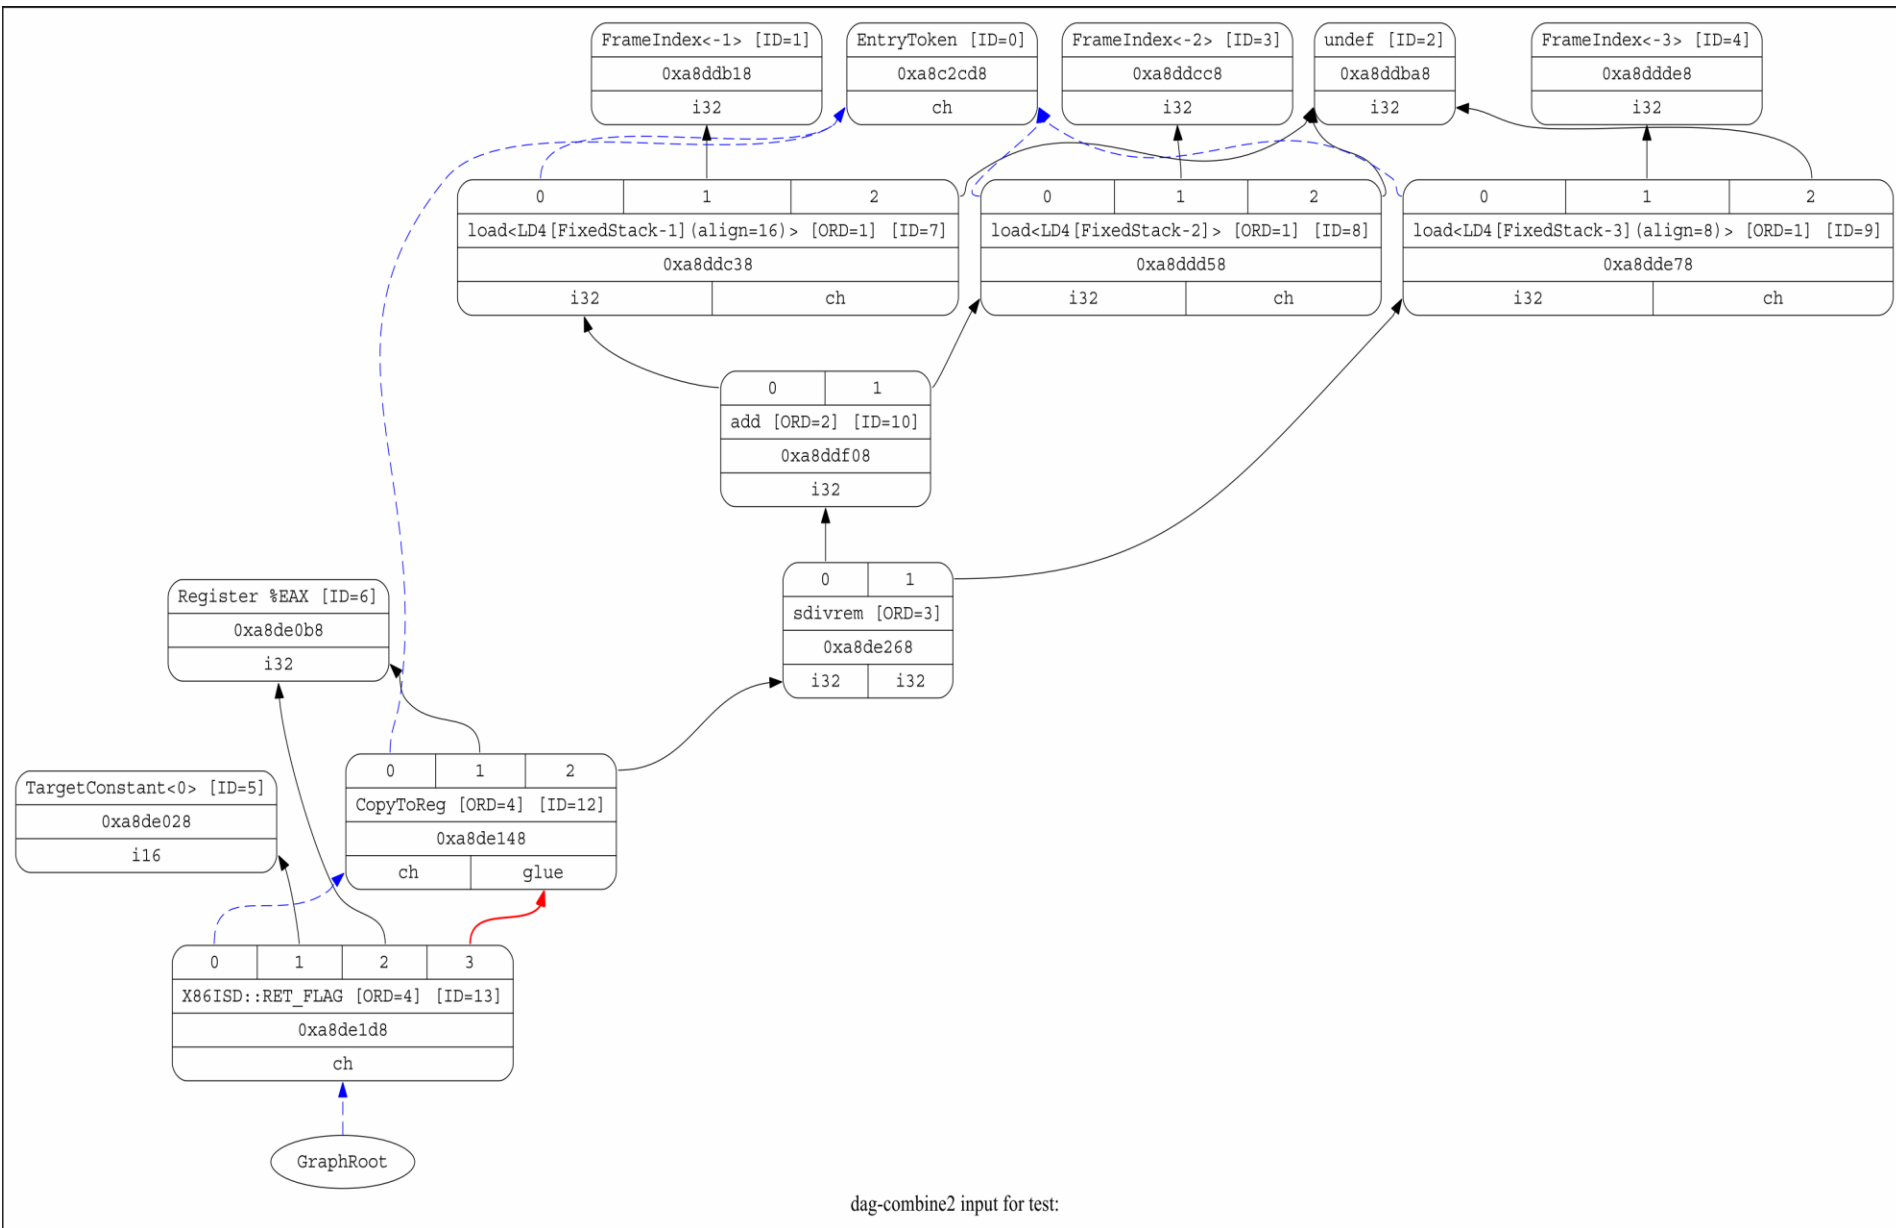 FrameIndex<-1> [ID=1]
0xa8ddb18
i32
EntryToken [ID=0]
0xa8c2cd8
ch
FrameIndex<-2> [ID=3]
0xa8ddcc8
i32
undef [ID=2]
0xa8ddba8
i32
FrameIndex<-3> [ID=4]
0xa8ddde8
i32
0 1 2
load<LD4[FixedStack-1](align=16)> [ORD=1] [ID=7]
0xa8ddc38
i32 ch
0 1 2
load<LD4[FixedStack-2]> [ORD=1] [ID=8]
0xa8ddd58
i32 ch
0 1 2
load<LD4[FixedStack-3](align=8)> [ORD=1] [ID=9]
0xa8dde78
i32 ch
0 1
add [ORD=2] [ID=10]
0xa8ddf08
i32
0 1
sdivrem [ORD=3]
0xa8de268
i32 i32
Register %EAX [ID=6]
0xa8de0b8
i32
0 1 2
CopyToReg [ORD=4] [ID=12]
0xa8de148
ch glue
TargetConstant<0> [ID=5]
0xa8de028
i16
0 1 2 3
X86ISD::RET_FLAG [ORD=4] [ID=13]
0xa8de1d8
ch
GraphRoot
dag-combine2 input for test: